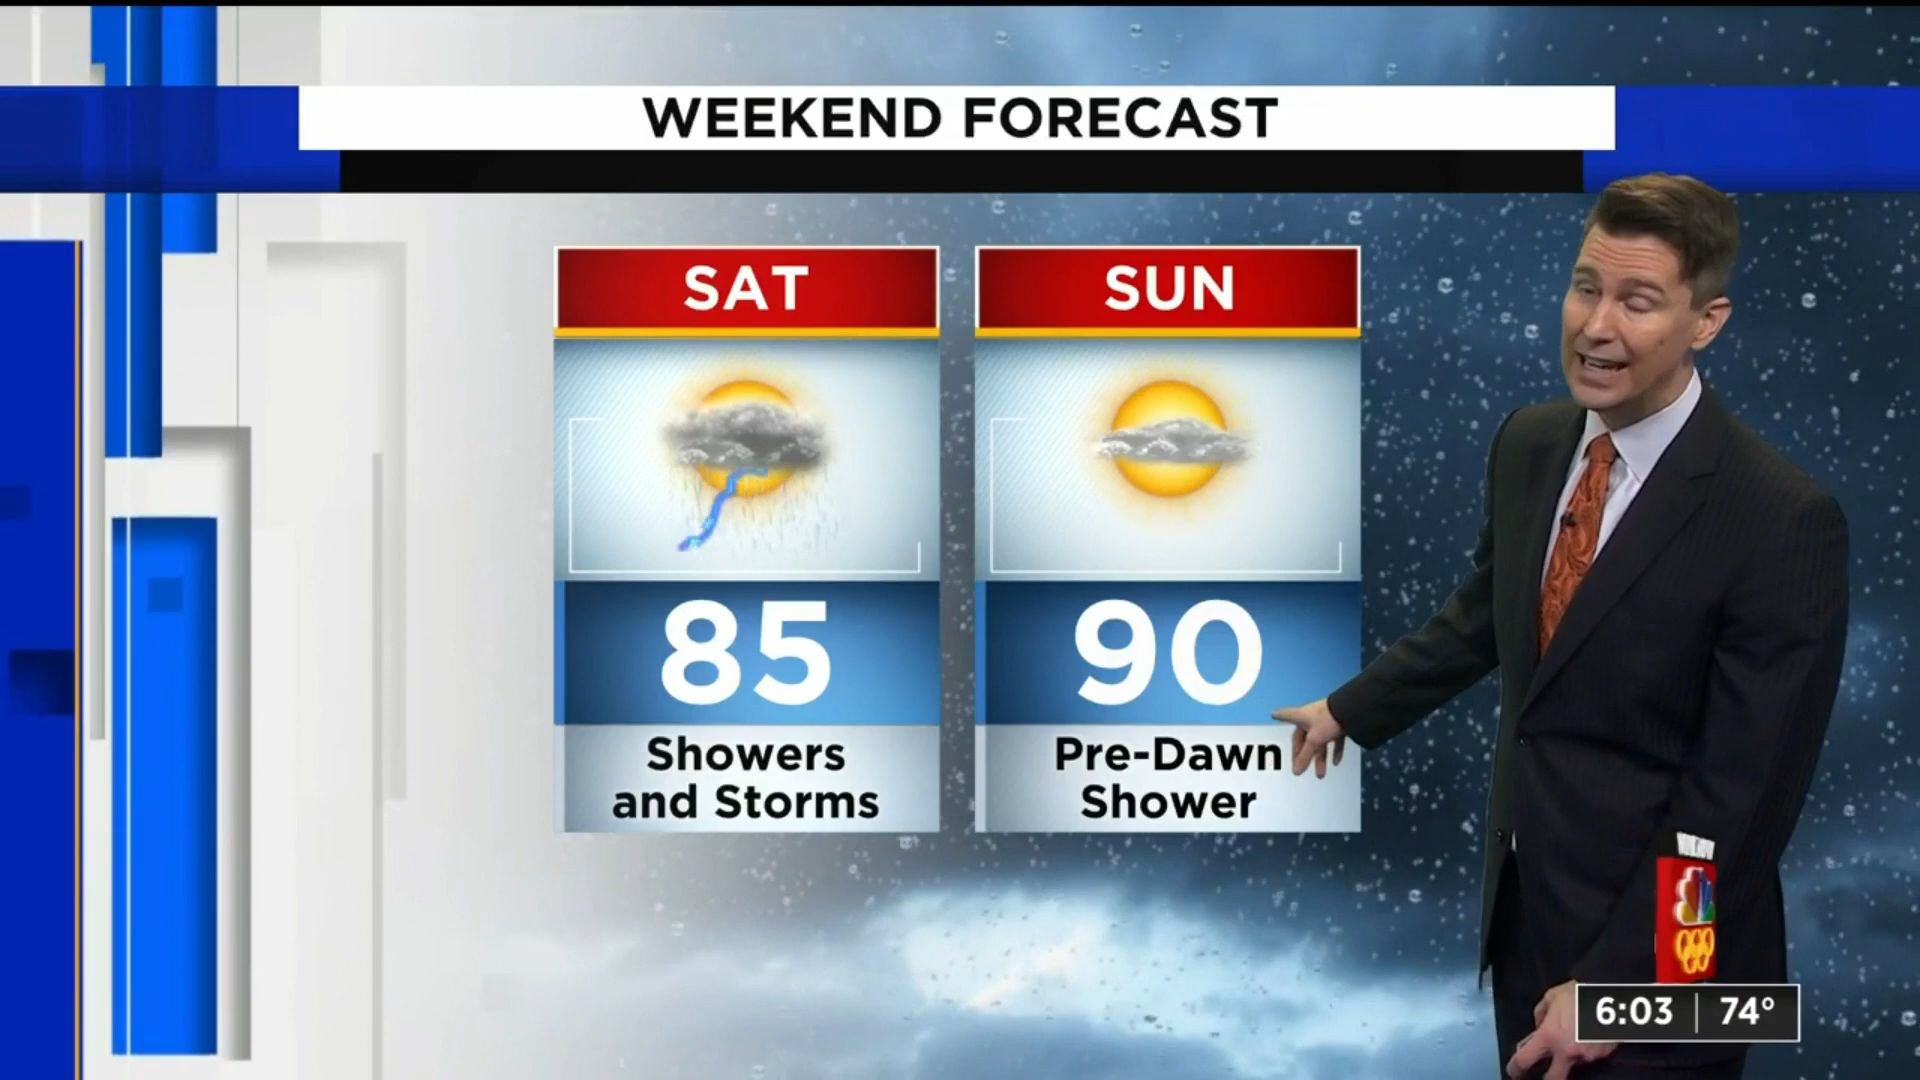 WEEKEND FORECAST
SAT
85
Showers
and Storms
SUN
90
Pre-Dawn
Shower
6:03 74°